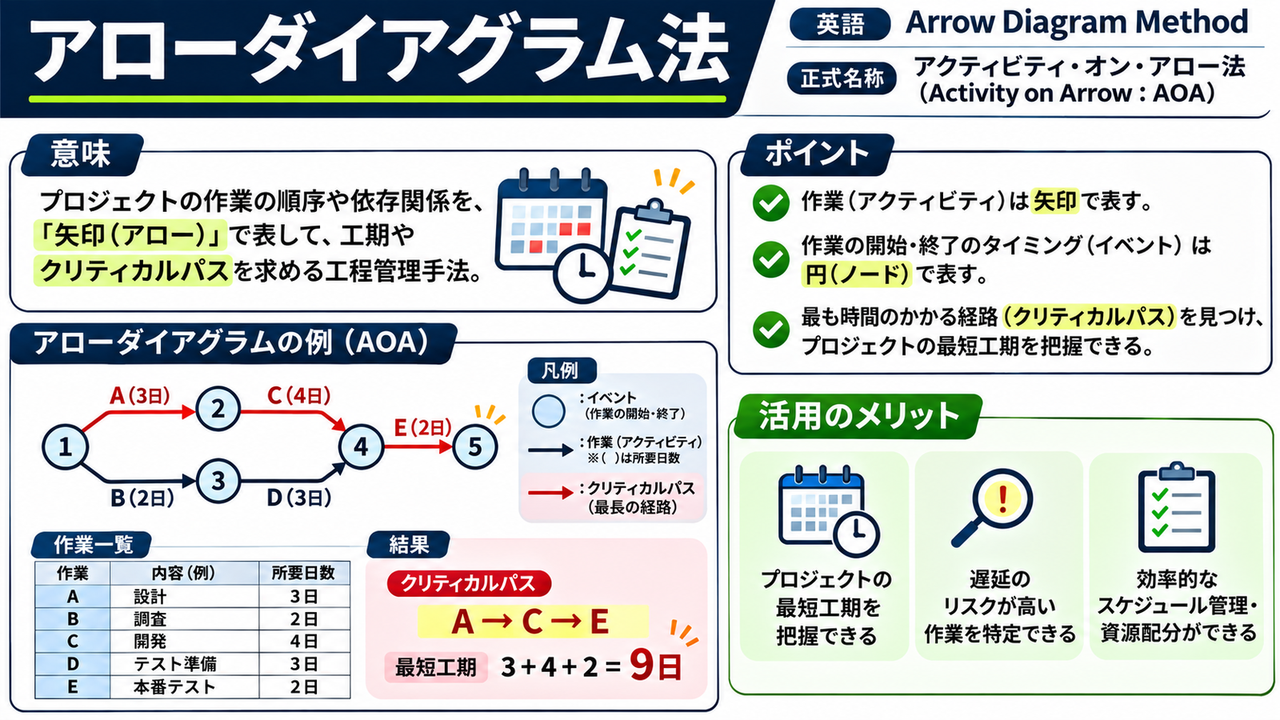 アローダイアグラム法
英語
Arrow Diagram Method
正式名称
アクティビティ・オン・アロー法
（Activity on Arrow：AOA）
意味
プロジェクトの作業の順序や依存関係を、
「矢印（アロー）」で表して、工期や
クリティカルパスを求める工程管理手法。
ポイント
作業（アクティビティ）は矢印で表す。
作業の開始・終了のタイミング（イベント）は
円（ノード）で表す。
最も時間のかかる経路（クリティカルパス）を見つけ、
プロジェクトの最短工期を把握できる。
アローダイアグラムの例（AOA）
A（3日）
C（4日）
E（2日）
B（2日）
D（3日）
1
2
3
4
5
凡例
：イベント
（作業の開始・終了）
：作業（アクティビティ）
※（ ）は所要日数
：クリティカルパス
（最長の経路）
作業一覧
作業 内容（例） 所要日数
A 設計 3日
B 調査 2日
C 開発 4日
D テスト準備 3日
E 本番テスト 2日
結果
クリティカルパス
A→C→E
最短工期 3+4+2=9日
活用のメリット
プロジェクトの
最短工期を
把握できる
!
遅延の
リスクが高い
作業を特定できる
効率的な
スケジュール管理・
資源配分ができる